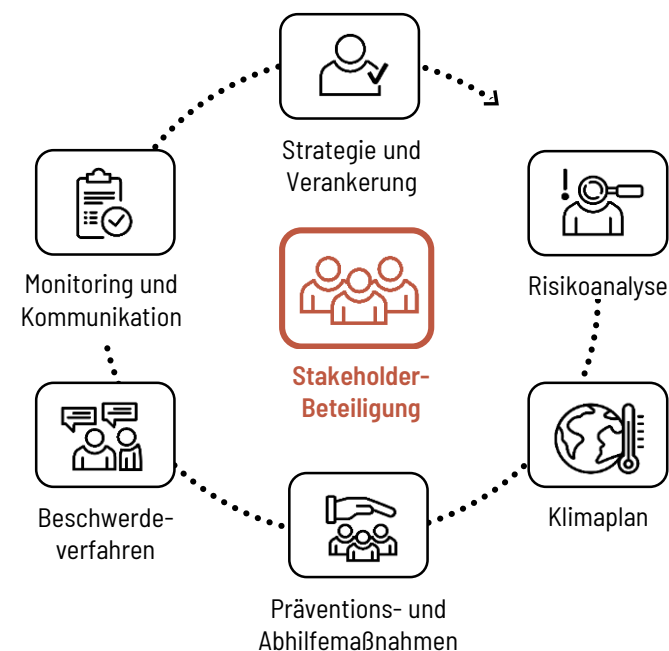 Strategie und
Verankerung
Risikoanalyse
Klimaplan
Präventions- und
Abhilfemaßnahmen
Beschwerde-
verfahren
Monitoring und
Kommunikation
Stakeholder-
Beteiligung